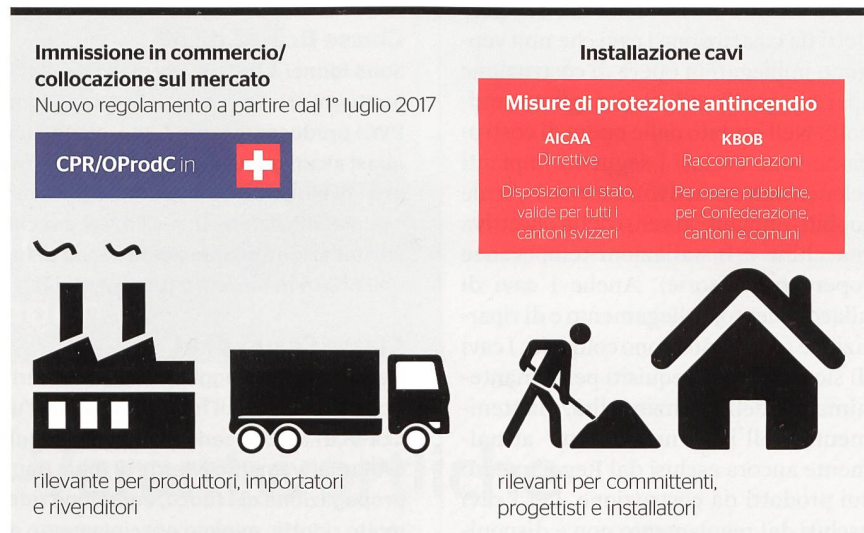 Immissione in commercio/
collocazione sul mercato
Nuovo regolamento a partire dal 1° luglio 2017
CPR/OProdC in
rilevante per produttori, importatori
e rivenditori
Installazione cavi
Misure di protezione antincendio
AICAA
Dirrettive
Disposizioni di stato,
valide per tutti i
cantoni svizzeri
KBOB
Raccomandazioni
Per opere pubbliche,
per Confederazione,
cantoni e comuni
rilevanti per committenti,
progettisti e installatori